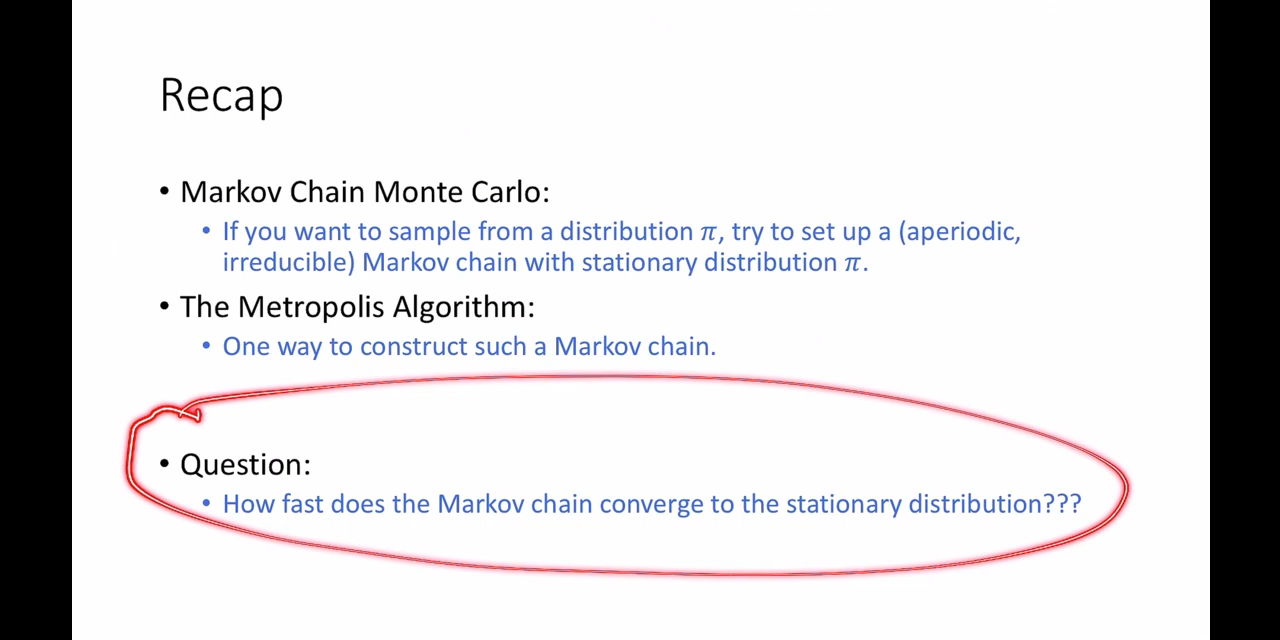 Recap
• Markov Chain Monte Carlo:
• If you want to sample from a distribution π, try to set up a (aperiodic,
irreducible) Markov chain with stationary distribution π.
• The Metropolis Algorithm:
• One way to construct such a Markov chain.
• Question:
• How fast does the Markov chain converge to the stationary distribution???